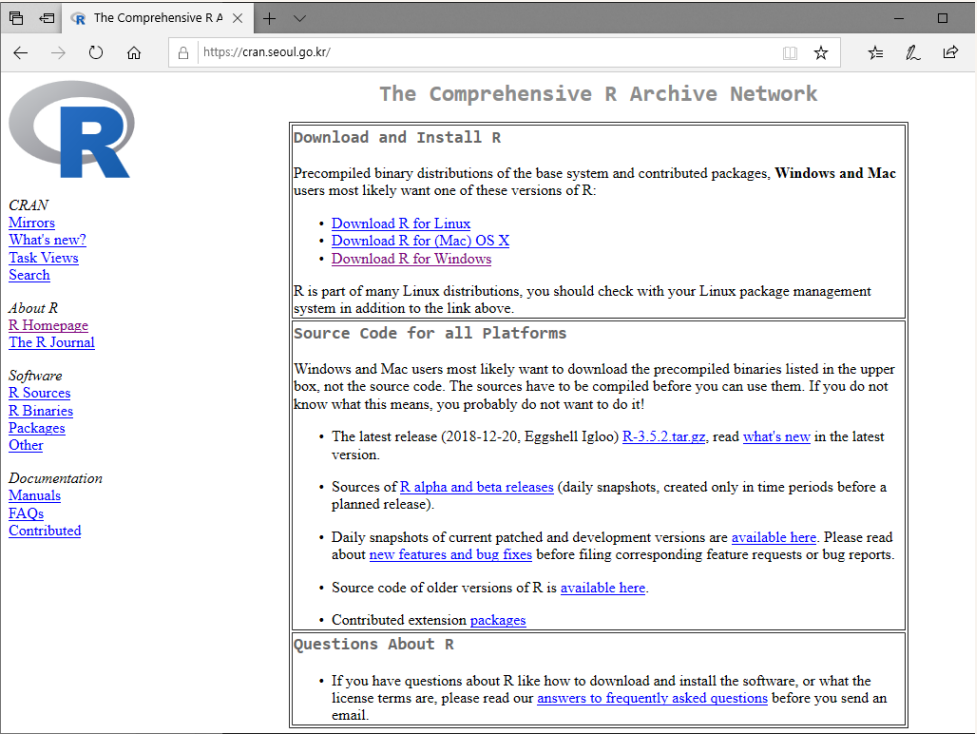 The Comprehensive R A
https://cran.seoul.go.kr/
R
CRAN
Mirrors
What's new?
Task Views
Search
About R
R Homepage
The R Journal
Software
R Sources
R Binaries
Packages
Other
Documentation
Manuals
FAQs
Contributed
The Comprehensive R Archive Network
Download and Install R
Precompiled binary distributions of the base system and contributed packages, Windows and Mac
users most likely want one of these versions of R:
• Download R for Linux
• Download R for (Mac) OS X
• Download R for Windows
R is part of many Linux distributions, you should check with your Linux package management
system in addition to the link above.
Source Code for all Platforms
Windows and Mac users most likely want to download the precompiled binaries listed in the upper
box, not the source code. The sources have to be compiled before you can use them. If you do not
know what this means, you probably do not want to do it!
• The latest release (2018-12-20, Eggshell Igloo) R-3.5.2.tar.gz, read what's new in the latest
version.
• Sources of R alpha and beta releases (daily snapshots, created only in time periods before a
planned release).
• Daily snapshots of current patched and development versions are available here. Please read
about new features and bug fixes before filing corresponding feature requests or bug reports.
• Source code of older versions of R is available here.
• Contributed extension packages
Questions About R
• If you have questions about R like how to download and install the software, or what the
license terms are, please read our answers to frequently asked questions before you send an
email.